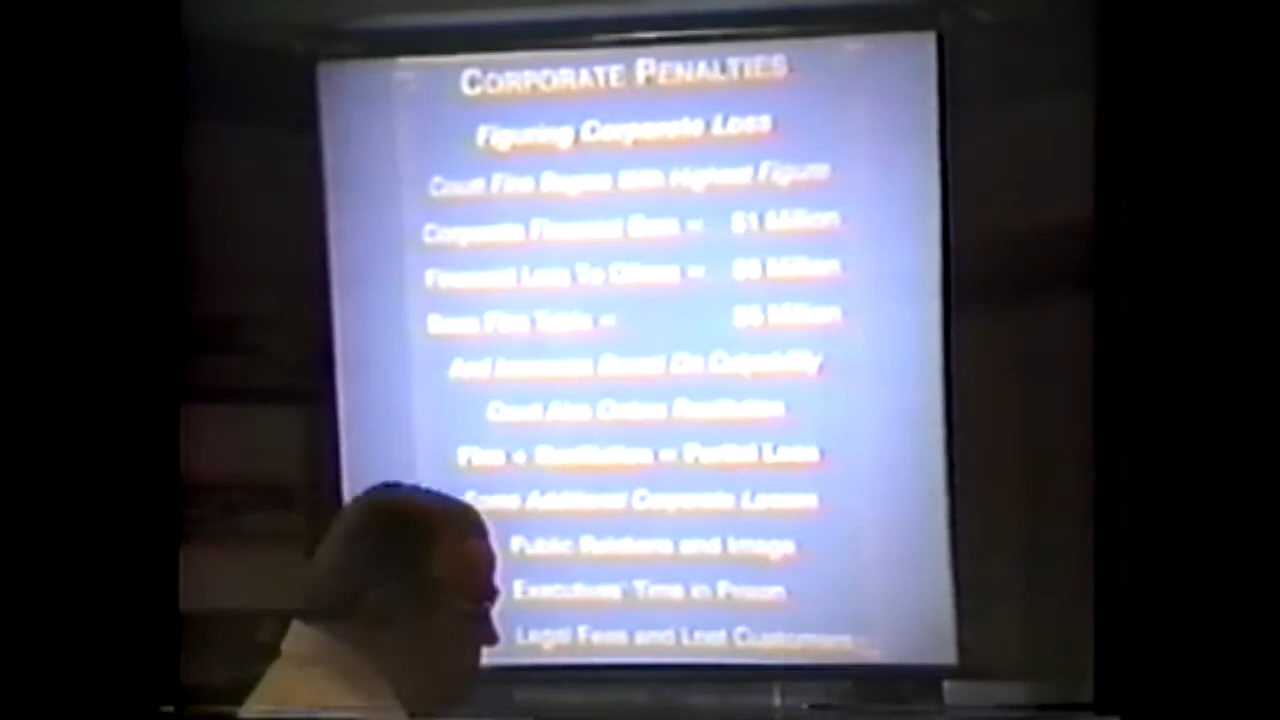 CORPORATE PENALTIES
Figuring Corporate Loss
Court Fine Begins With Highest Figure
Corporate Financial Gain = $1 Million
Financial Loss To Others = Million
Base Fine Table = Million
And Increases Based On Culpability
Court Also Orders Restitution
Fine + Restitution = Partial Loss
Some Additional Corporate Losses
Public Relations and Image
Executives' Time in Prison
Legal Fees and Lost Customers